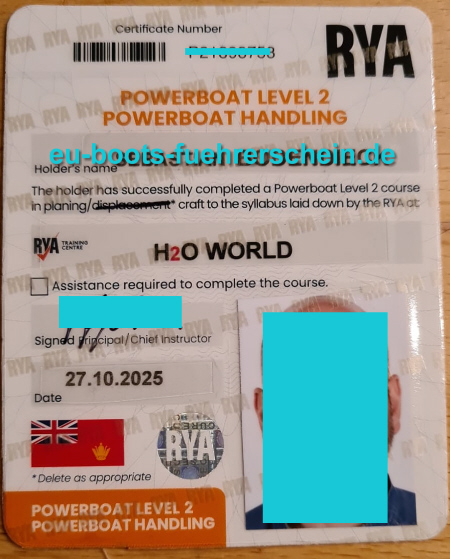 Certificate Number
RYA
POWERBOAT LEVEL 2
POWERBOAT HANDLING
eu-boots-fuehrerschein.de
Holder's name
The holder has successfully completed a Powerboat Level 2 course
in planing/displacement* craft to the syllabus laid down by the RYA at
RYA TRAINING CENTRE
H2O WORLD
Assistance required to complete the course.
Signed Principal/Chief Instructor
27.10.2025
Date
RYA
*Delete as appropriate
POWERBOAT LEVEL 2
POWERBOAT HANDLING